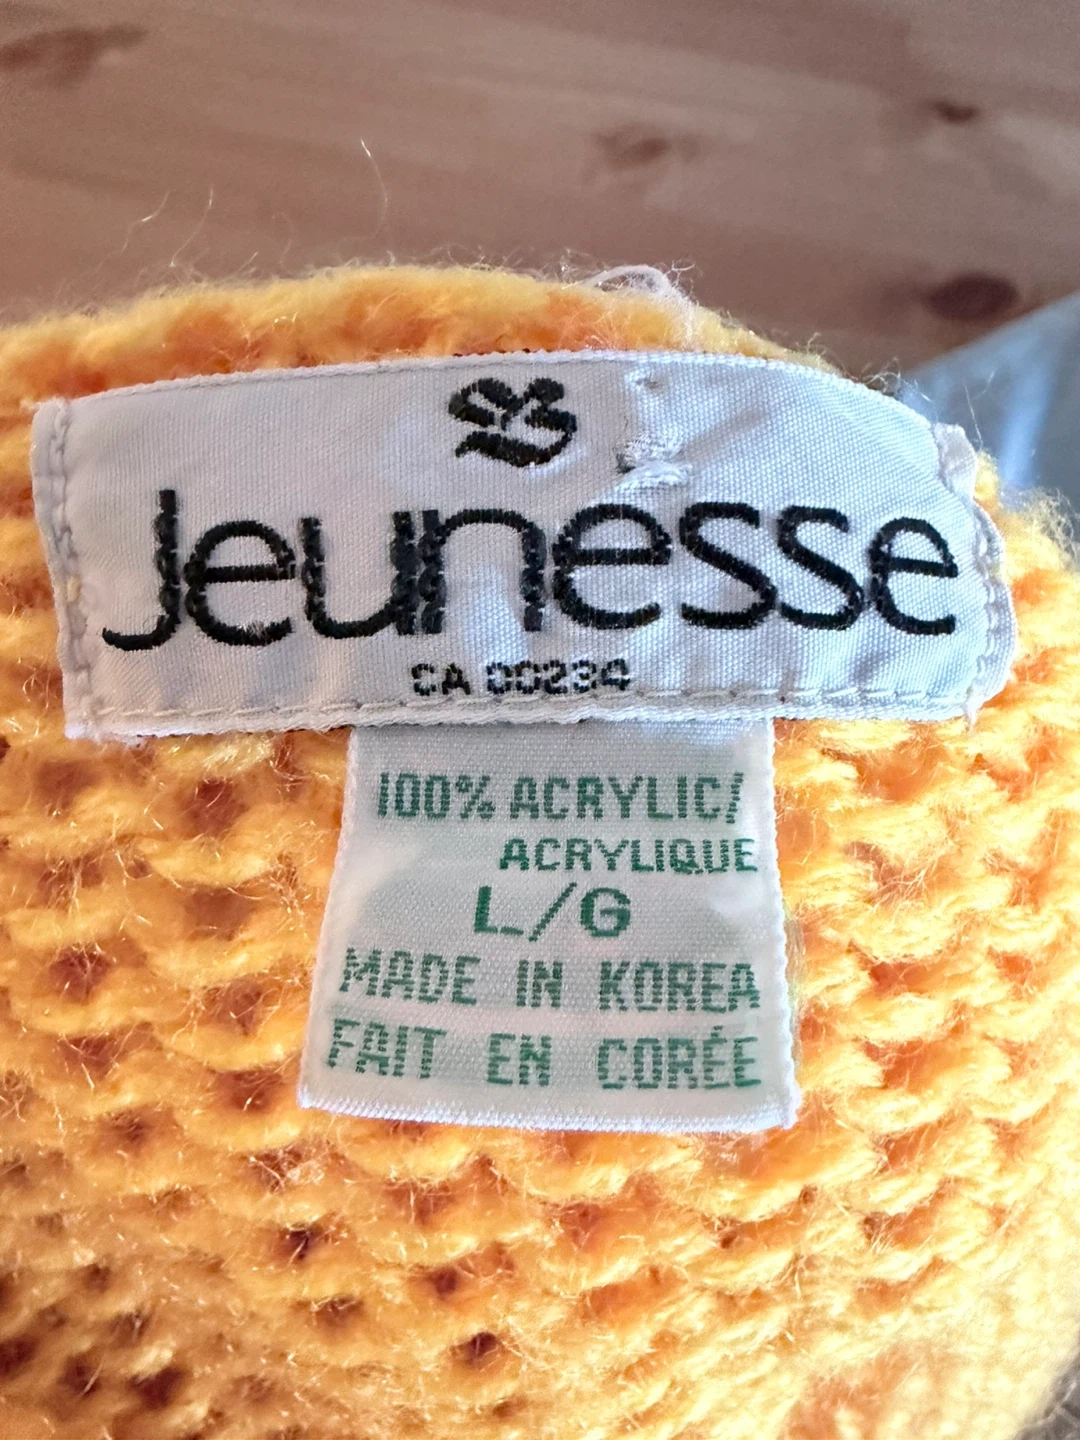 Jeunesse
CA 00234
100% ACRYLIC/
ACRYLIQUE
L/G
MADE IN KOREA
FAIT EN CORÉE